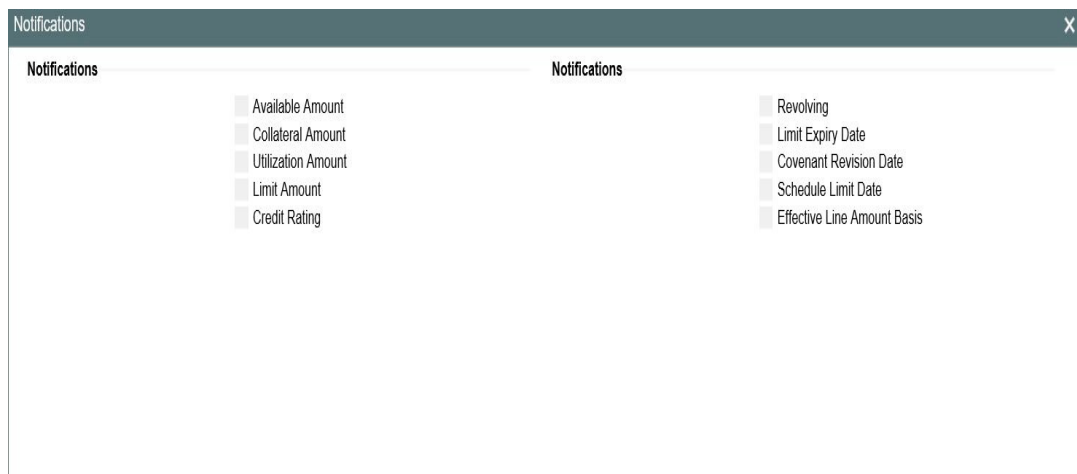 Notifications X
Notifications
Available Amount
Collateral Amount
Utilization Amount
Limit Amount
Credit Rating
Notifications
Revolving
Limit Expiry Date
Covenant Revision Date
Schedule Limit Date
Effective Line Amount Basis